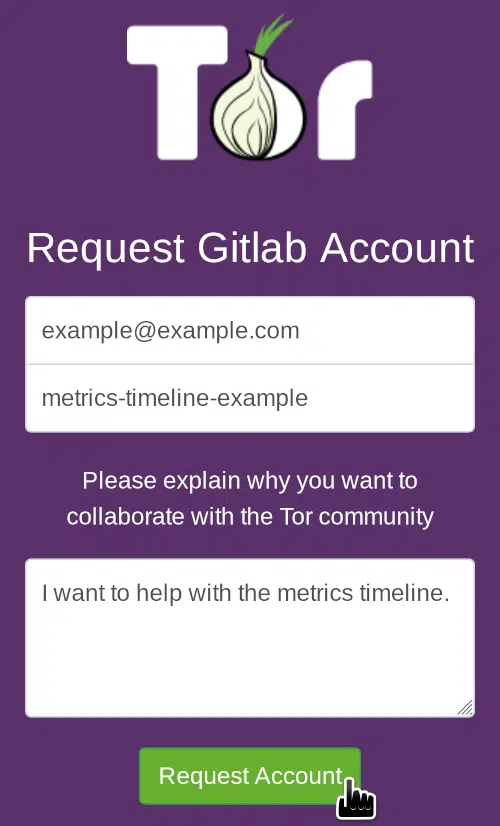 Tor
Request Gitlab Account
example@example.com
metrics-timeline-example
Please explain why you want to
collaborate with the Tor community
I want to help with the metrics timeline.
Request Account